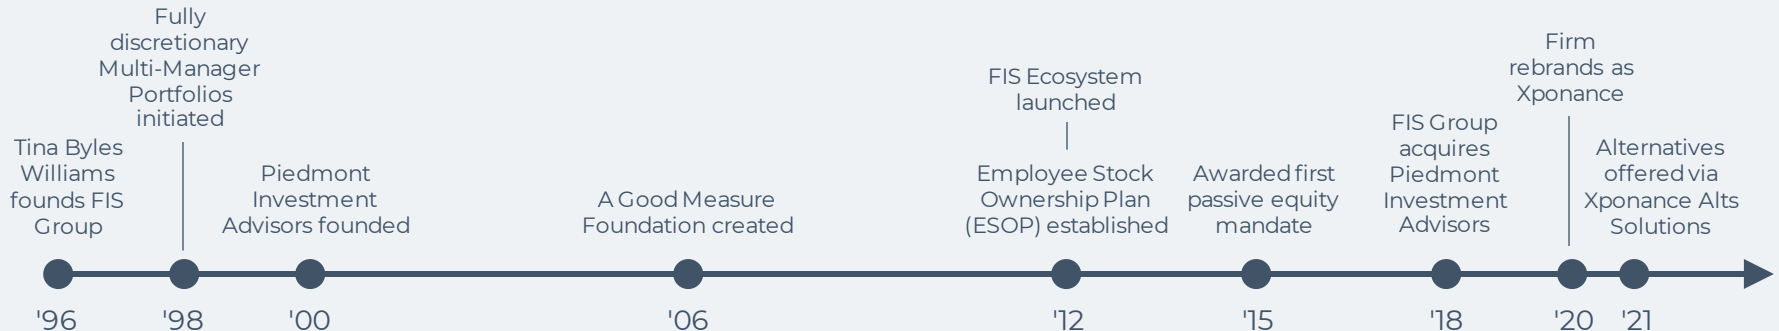 Tina Byles
Williams
founds FIS
Group
Fully
discretionary
Multi-Manager
Portfolios
initiated
Piedmont
Investment
Advisors founded
A Good Measure
Foundation created
FIS Ecosystem
launched
Employee Stock
Ownership Plan
(ESOP) established
Awarded first
passive equity
mandate
FIS Group
acquires
Piedmont
Investment
Advisors
Firm
rebrands as
Xponance
Alternatives
offered via
Xponance Alts
Solutions
'96 '98 '00 '06 '12 '15 '18 '20 '21